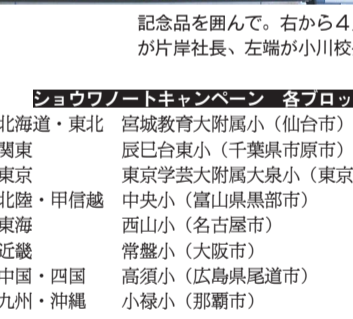 記念品を囲んで。右から４
が片岸社長、左端が小川校
ショウワノートキャンペーン　各ブロッ
北海道・東北　宮城教育大附属小（仙台市）
関東　辰巳台東小（千葉県市原市）
東京　東京学芸大附属大泉小（東京
北陸・甲信越　中央小（富山県黒部市）
東海　西山小（名古屋市）
近畿　常盤小（大阪市）
中国・四国　高須小（広島県尾道市）
九州・沖縄　小禄小（那覇市）